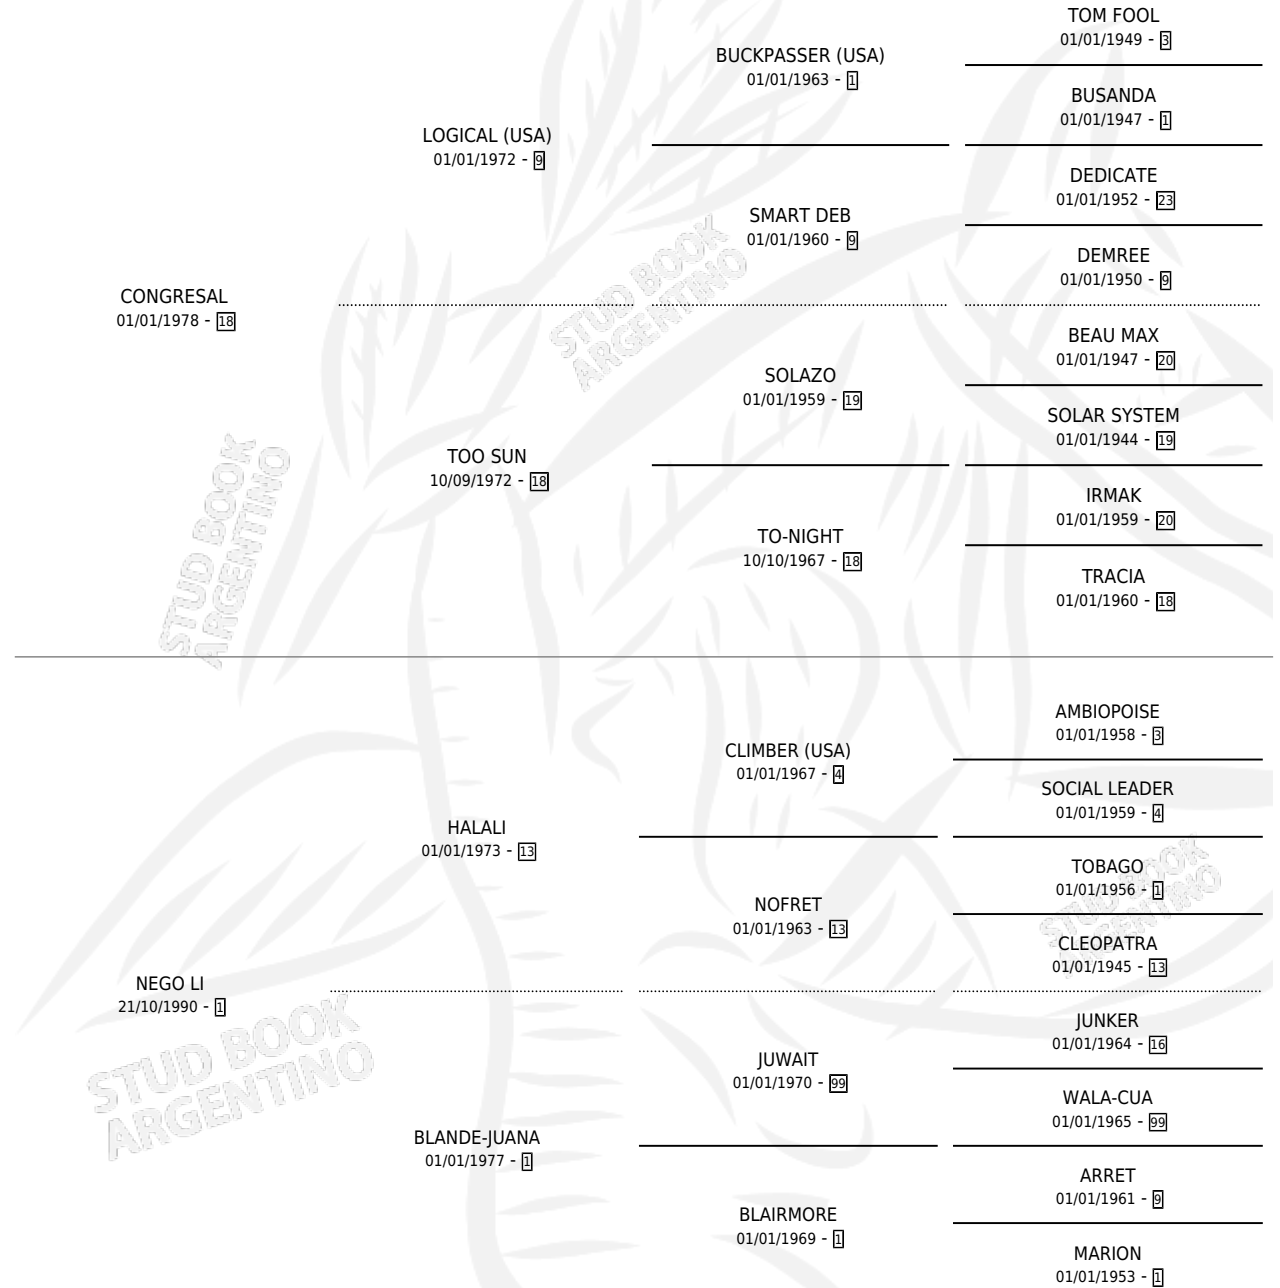 TOM FOOL
01/01/1949 - 3
BUCKPASSER (USA)
01/01/1963 - 1
BUSANDA
01/01/1947 - 1
LOGICAL (USA)
01/01/1972 - 9
DEDICATE
01/01/1952 - 23
SMART DEB
01/01/1960 - 9
DEMREE
01/01/1950 - 9
CONGRESAL
01/01/1978 - 18
BEAU MAX
01/01/1947 - 20
SOLAZO
01/01/1959 - 19
SOLAR SYSTEM
01/01/1944 - 19
TOO SUN
10/09/1972 - 18
IRMAK
01/01/1959 - 20
TO-NIGHT
10/10/1967 - 18
TRACIA
01/01/1960 - 18
AMBIOPOISE
01/01/1958 - 3
CLIMBER (USA)
01/01/1967 - 4
SOCIAL LEADER
01/01/1959 - 4
HALALI
01/01/1973 - 13
TOBAGO
01/01/1956 - 1
NOFRET
01/01/1963 - 13
CLEOPATRA
01/01/1945 - 13
NEGO LI
21/10/1990 - 1
JUNKER
01/01/1964 - 16
JUWAIT
01/01/1970 - 99
WALA-CUA
01/01/1965 - 99
BLANDE-JUANA
01/01/1977 - 1
ARRET
01/01/1961 - 9
BLAIRMORE
01/01/1969 - 1
MARION
01/01/1953 - 1
STUD BOOK
ARGENTINO
STUD BOOK
ARGENTINO
STUD BOOK
ARGENTINO
STUD BOOK
ARGENTINO